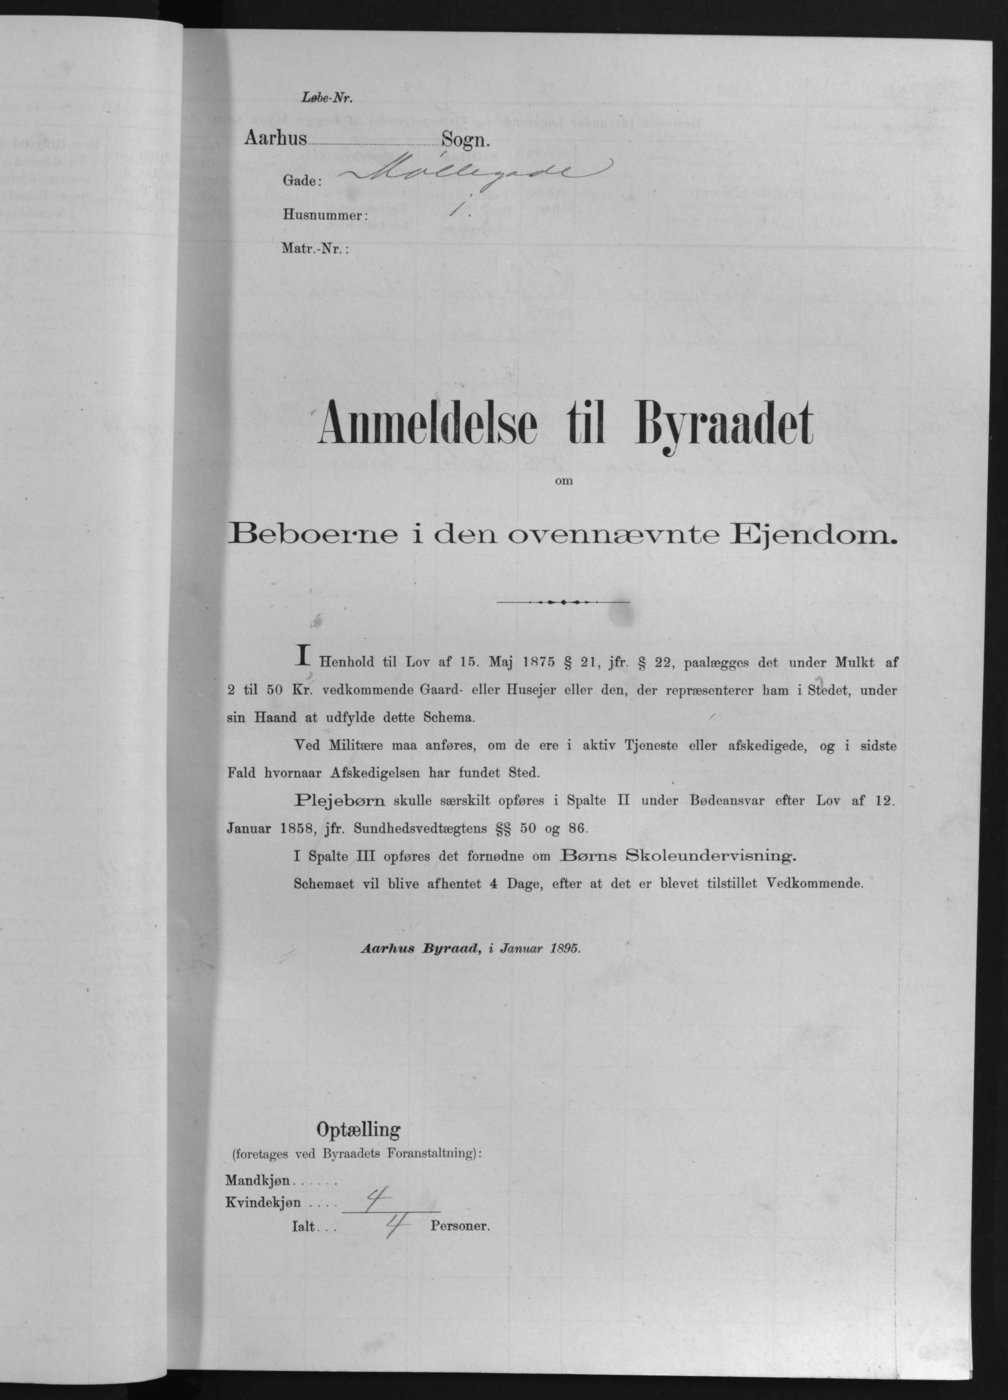 Løbe-Nr.
Aarhus Sogn.
Gade: Møllegade
Husnummer: 1.
Matr.-Nr.:
Anmeldelse til Byraadet
om
Beboerne i den ovennævnte Ejendom.
I Henhold til Lov af 15. Maj 1875 § 21, jfr. § 22, paalægges det under Mulkt af
2 til 50 Kr. vedkommende Gaard- eller Husejer eller den, der repræsenterer ham i Stedet, under
sin Haand at udfylde dette Schema.
Ved Militære maa anføres, om de ere i aktiv Tjeneste eller afskedigede, og i sidste
Fald hvornaar Afskedigelsen har fundet Sted.
Plejebørn skulle særskilt opføres i Spalte II under Bødeansvar efter Lov af 12.
Januar 1858, jfr. Sundhedsvedtægtens §§ 50 og 86.
I Spalte III opføres det fornødne om Børns Skoleundervisning.
Schemaet vil blive afhentet 4 Dage, efter at det er blevet tilstillet Vedkommende.
Aarhus Byraad, i Januar 1895.
Optælling
(foretages ved Byraadets Foranstaltning):
Mandkjøn......
Kvindekjøn .... 4
Ialt... 4 Personer.